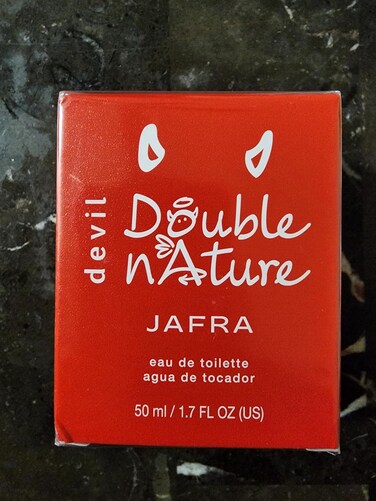 devil
Double
nAture
JAFRA
eau de toilette
agua de tocador
50 ml / 1.7 FL OZ (US)